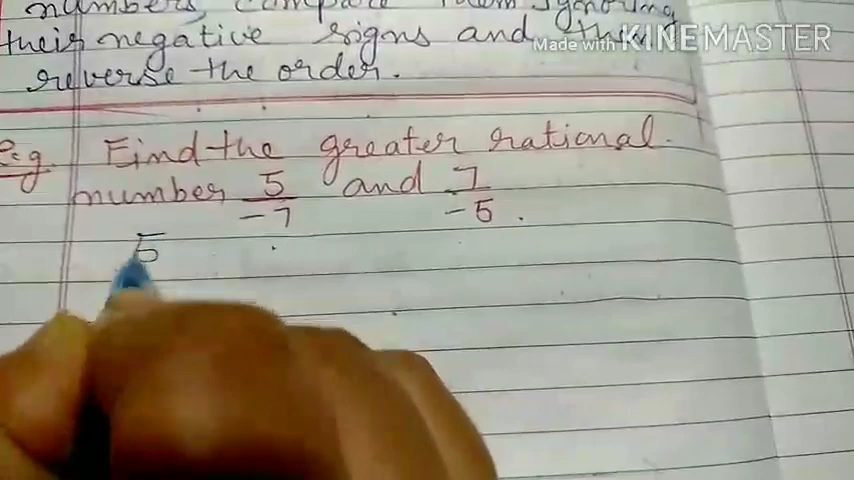 numbers, compare them ignoring
their negative signs and then
reverse the order.
Made with KINEMASTER
e.g. Find the greater rational
number 5/-7 and 7/-5.
5